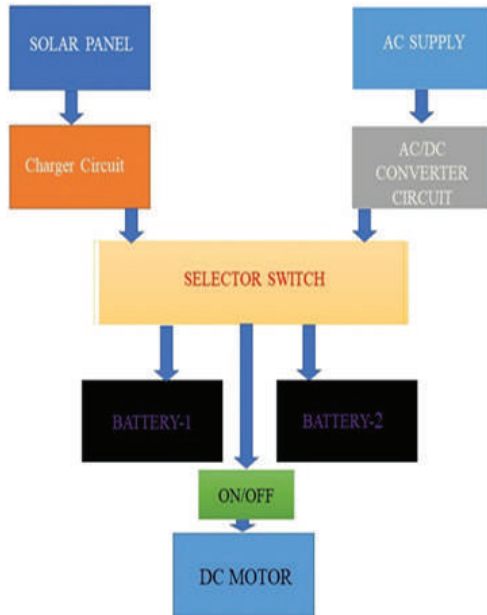 SOLAR PANEL
AC SUPPLY
Charger Circuit
AC/DC
CONVERTER
CIRCUIT
SELECTOR SWITCH
BATTERY-1
BATTERY-2
ON/OFF
DC MOTOR